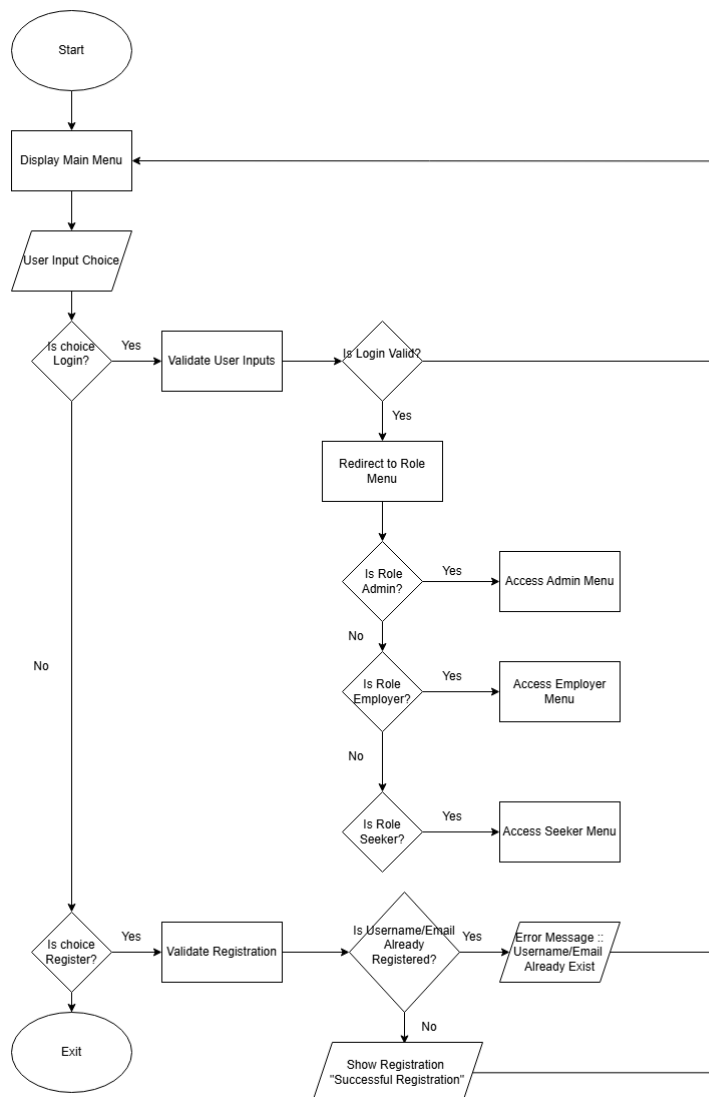 Start
Display Main Menu
User Input Choice
Is choice
Login?
Yes
Validate User Inputs
Is Login Valid?
Yes
Redirect to Role
Menu
Is Role
Admin?
Yes
Access Admin Menu
No
Is Role
Employer?
Yes
Access Employer
Menu
No
No
Is Role
Seeker?
Yes
Access Seeker Menu
Is choice
Register?
Yes
Validate Registration
Is Username/Email
Already
Registered?
Yes
Error Message ::
Username/Email
Already Exist
No
Exit
Show Registration
"Successful Registration"